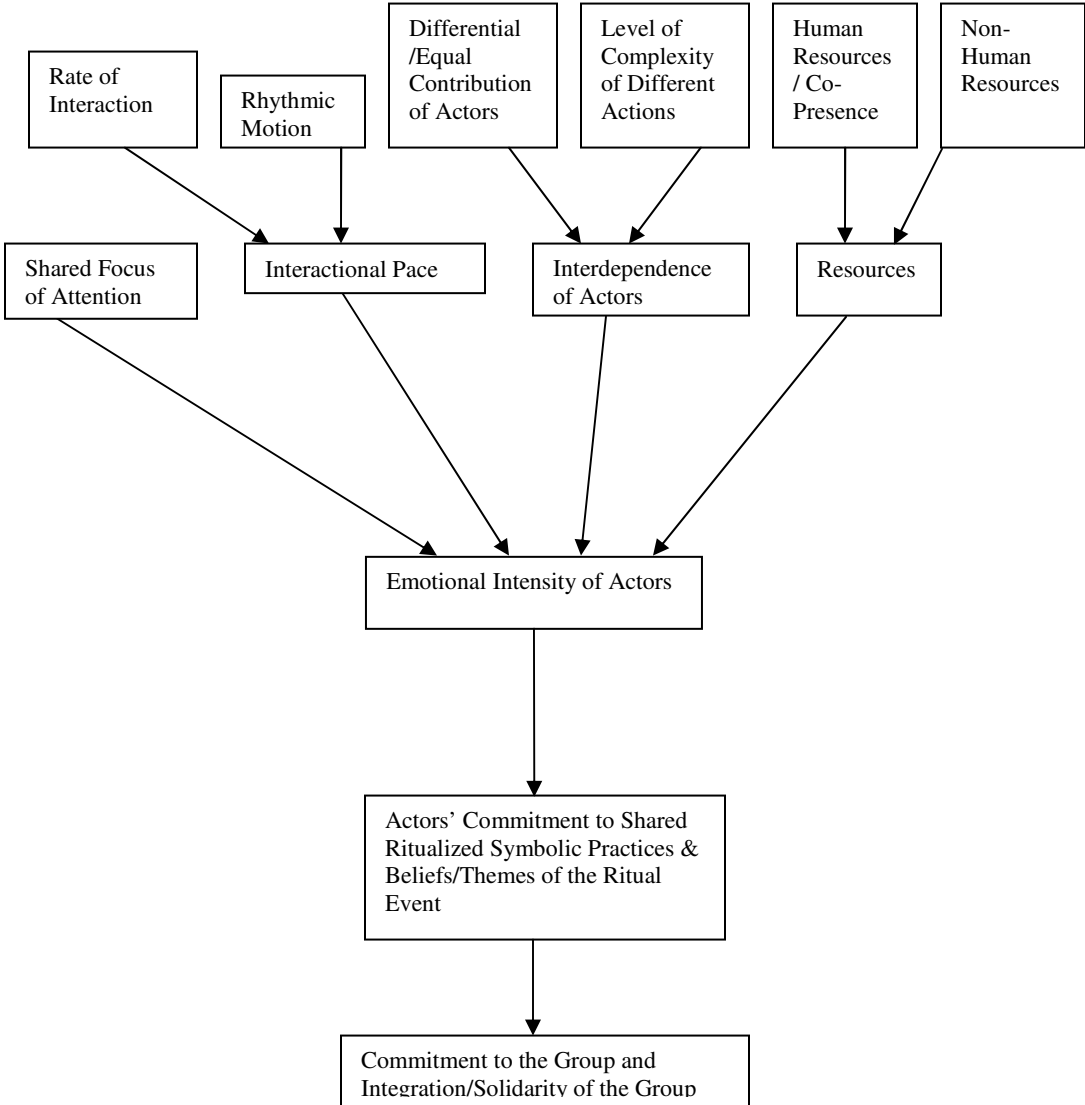 Rate of
Interaction
Rhythmic
Motion
Differential
/Equal
Contribution
of Actors
Level of
Complexity
of Different
Actions
Human
Resources
/ Co-
Presence
Non-
Human
Resources
Shared Focus
of Attention
Interactional Pace
Interdependence
of Actors
Resources
Emotional Intensity of Actors
Actors’ Commitment to Shared
Ritualized Symbolic Practices &
Beliefs/Themes of the Ritual
Event
Commitment to the Group and
Integration/Solidarity of the Group